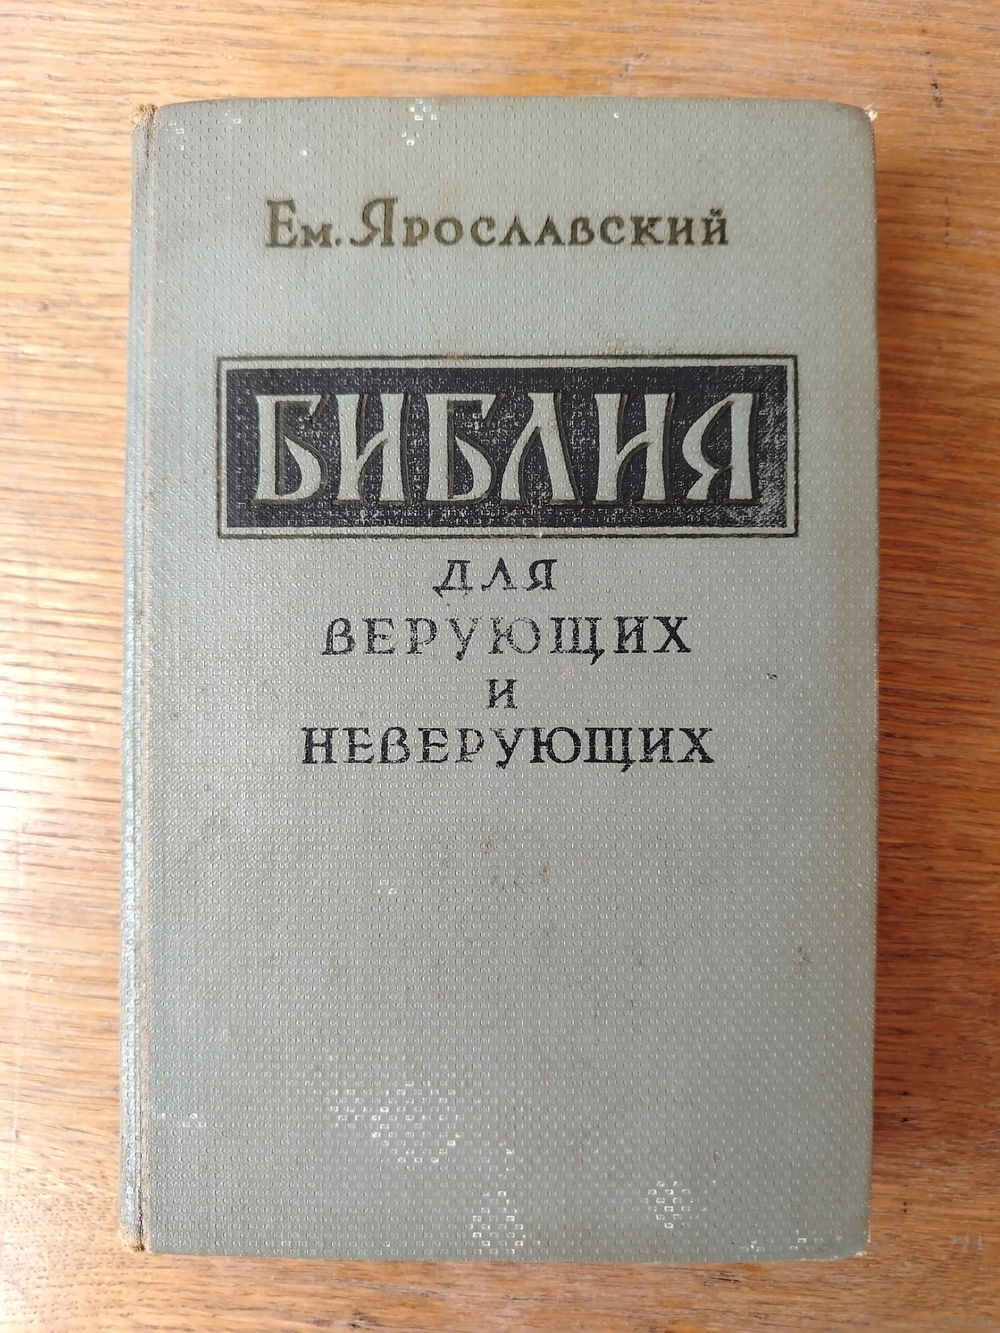 Ем. Ярославский
БИБЛИЯ
ДЛЯ
ВЕРУЮЩИХ
И
НЕВЕРУЮЩИХ